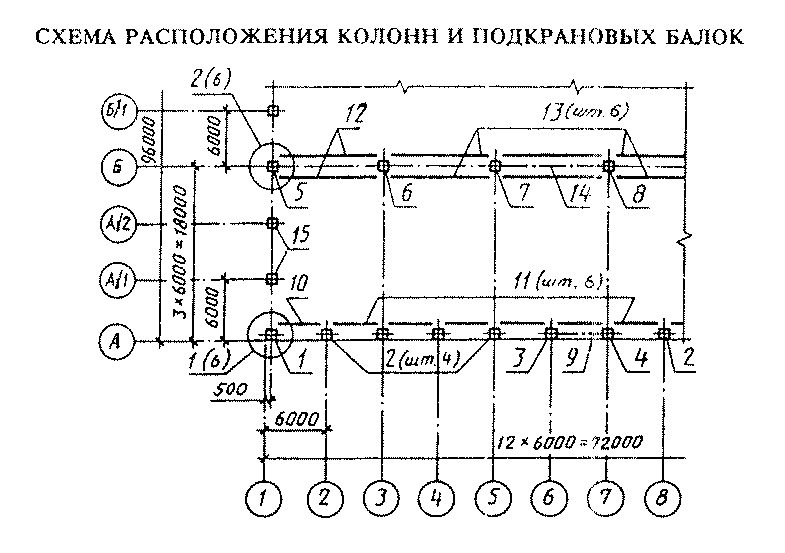 СХЕМА РАСПОЛОЖЕНИЯ КОЛОНН И ПОДКРАНОВЫХ БАЛОК
2(б)
Б/1
96000
6000
12
13(шт. 6)
Б
5
6
7
14
8
А/2
3×6000=18000
15
А/1
6000
10
11(шт. 6)
А
1(б)
1
2(шт. 4)
3
9
4
2
500
6000
12×6000=72000
1
2
3
4
5
6
7
8